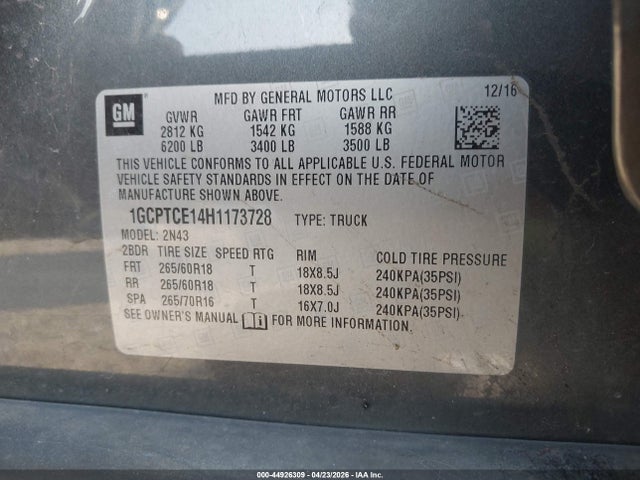 GM
MFD BY GENERAL MOTORS LLC 12/16
GVWR GAWR FRT GAWR RR
2812 KG 1542 KG 1588 KG
6200 LB 3400 LB 3500 LB
THIS VEHICLE CONFORMS TO ALL APPLICABLE U.S. FEDERAL MOTOR
VEHICLE SAFETY STANDARDS IN EFFECT ON THE DATE OF
MANUFACTURE SHOWN ABOVE.
1GCPTCE14H1173728 TYPE: TRUCK
MODEL: 2N43
2BDR TIRE SIZE SPEED RTG RIM COLD TIRE PRESSURE
FRT 265/60R18 T 18X8.5J 240KPA(35PSI)
RR 265/60R18 T 18X8.5J 240KPA(35PSI)
SPA 265/70R16 T 16X7.0J 240KPA(35PSI)
SEE OWNER'S MANUAL FOR MORE INFORMATION.
000-44926309 - 04/23/2026 - IAA Inc.